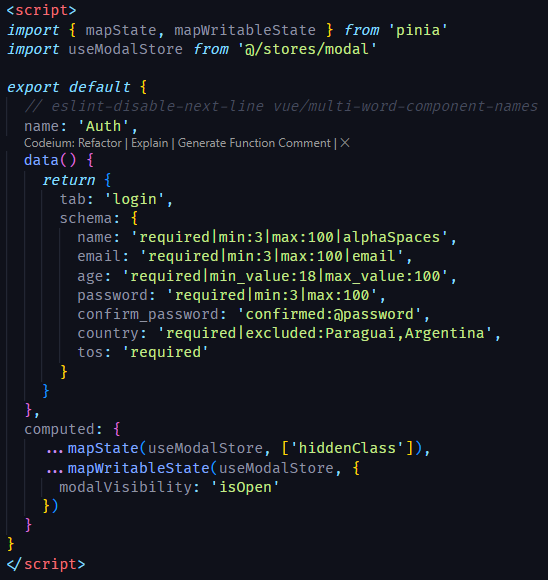 <script>
import { mapState, mapWritableState } from 'pinia'
import useModalStore from '@/stores/modal'
export default {
// eslint-disable-next-line vue/multi-word-component-names
name: 'Auth',
Codeium: Refactor | Explain | Generate Function Comment | X
data() {
return {
tab: 'login',
schema: {
name: 'required|min:3|max:100|alphaSpaces',
email: 'required|min:3|max:100|email',
age: 'required|min_value:18|max_value:100',
password: 'required|min:3|max:100',
confirm_password: 'confirmed:@password',
country: 'required|excluded:Paraguai,Argentina',
tos: 'required'
}
}
},
computed: {
...mapState(useModalStore, ['hiddenClass']),
...mapWritableState(useModalStore, {
modalVisibility: 'isOpen'
})
}
}
</script>